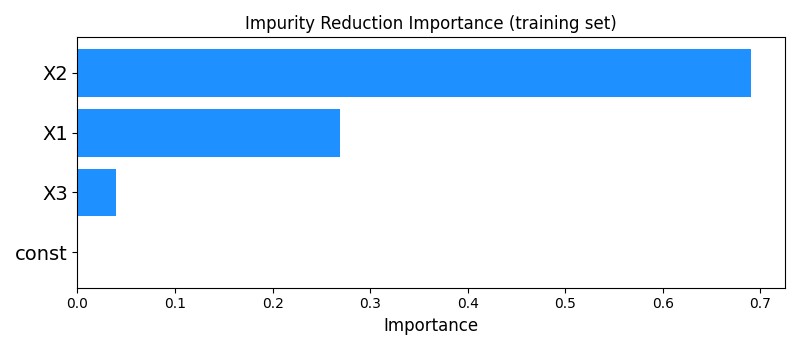 Impurity Reduction Importance (training set)
X2
X1
X3
const
0.0 0.1 0.2 0.3 0.4 0.5 0.6 0.7
Importance